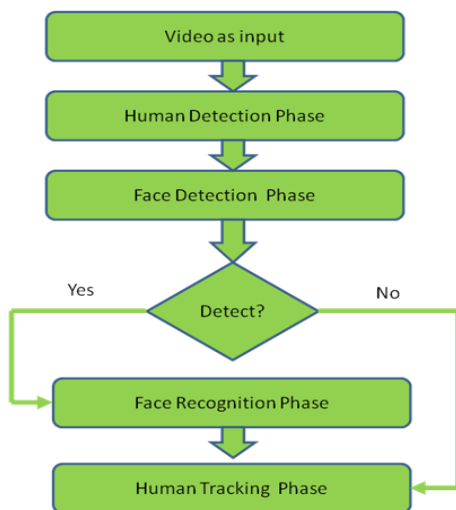 Video as input
Human Detection Phase
Face Detection Phase
Detect?
Yes
No
Face Recognition Phase
Human Tracking Phase